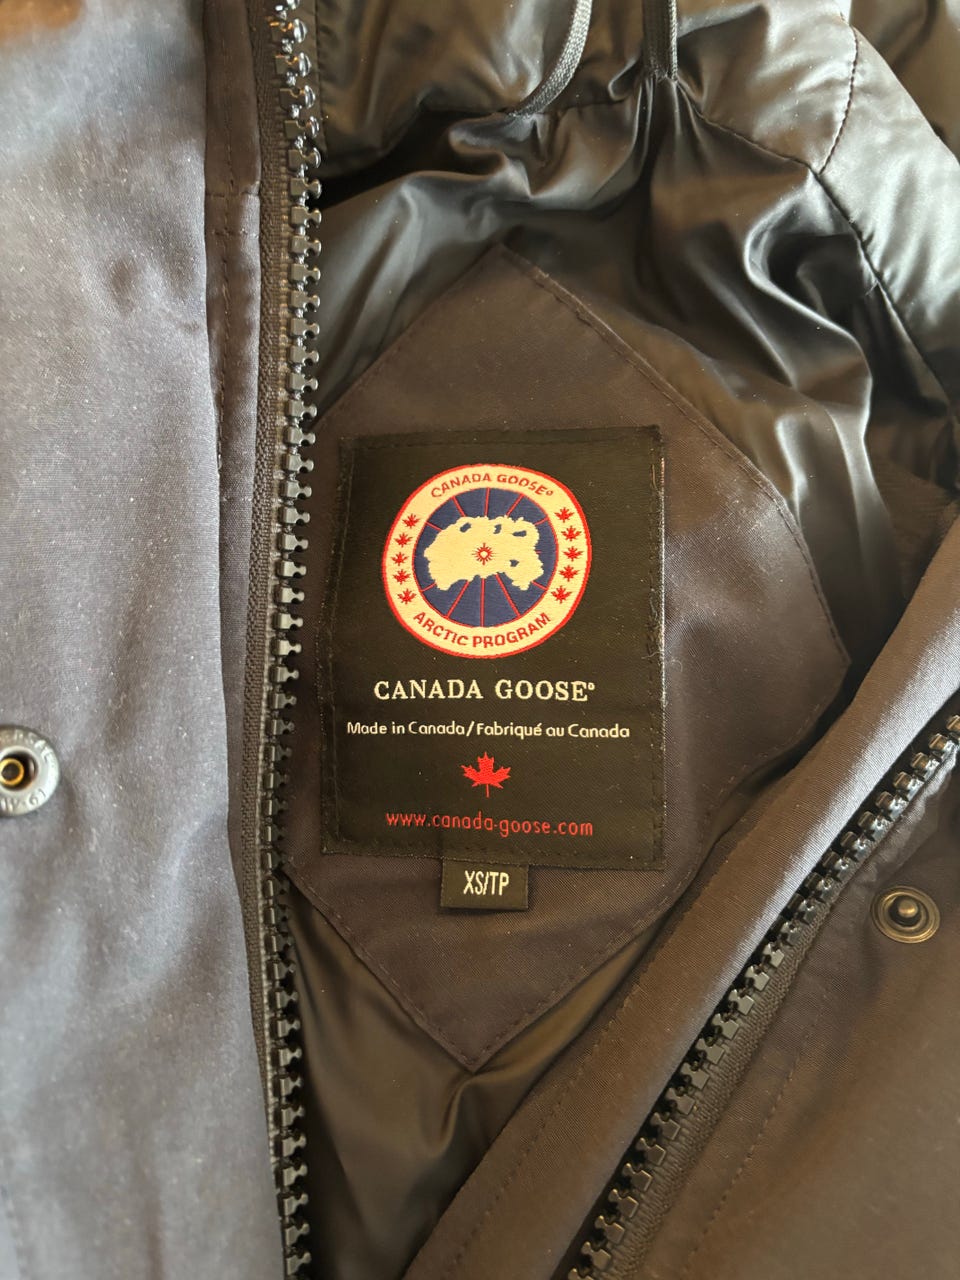 CANADA GOOSE®
ARCTIC PROGRAM
CANADA GOOSE®
Made in Canada/Fabriqué au Canada
www.canada-goose.com
XS/TP